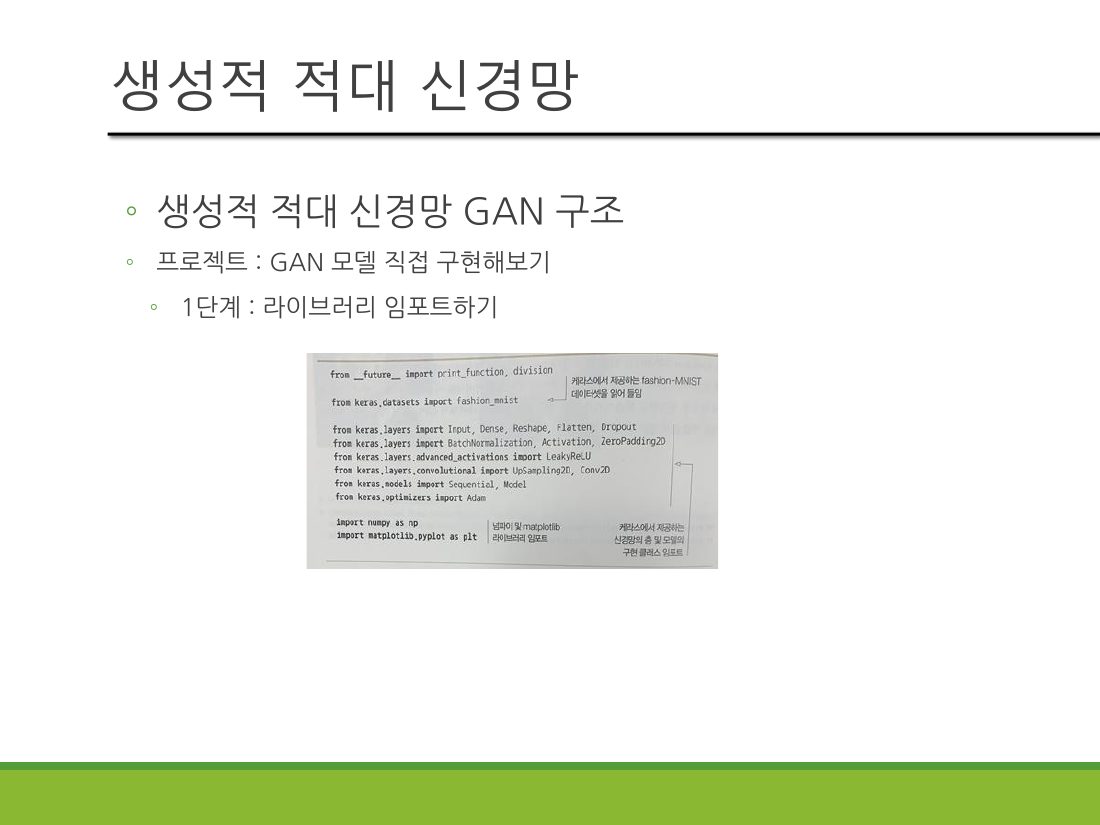 생성적 적대 신경망
생성적 적대 신경망 GAN 구조
프로젝트 : GAN 모델 직접 구현해보기
1단계 : 라이브러리 임포트하기
from __future__ import print_function, division
케라스에서 제공하는 fashion-MNIST
데이터셋을 읽어 들임
from keras.datasets import fashion_mnist
from keras.layers import Input, Dense, Reshape, Flatten, Dropout
from keras.layers import BatchNormalization, Activation, ZeroPadding2D
from keras.layers.advanced_activations import LeakyReLU
from keras.layers.convolutional import UpSampling2D, Conv2D
from keras.models import Sequential, Model
from keras.optimizers import Adam
import numpy as np
import matplotlib.pyplot as plt
넘파이 및 matplotlib
라이브러리 임포트
케라스에서 제공하는
신경망의 층 및 모델의
구현 클래스 임포트